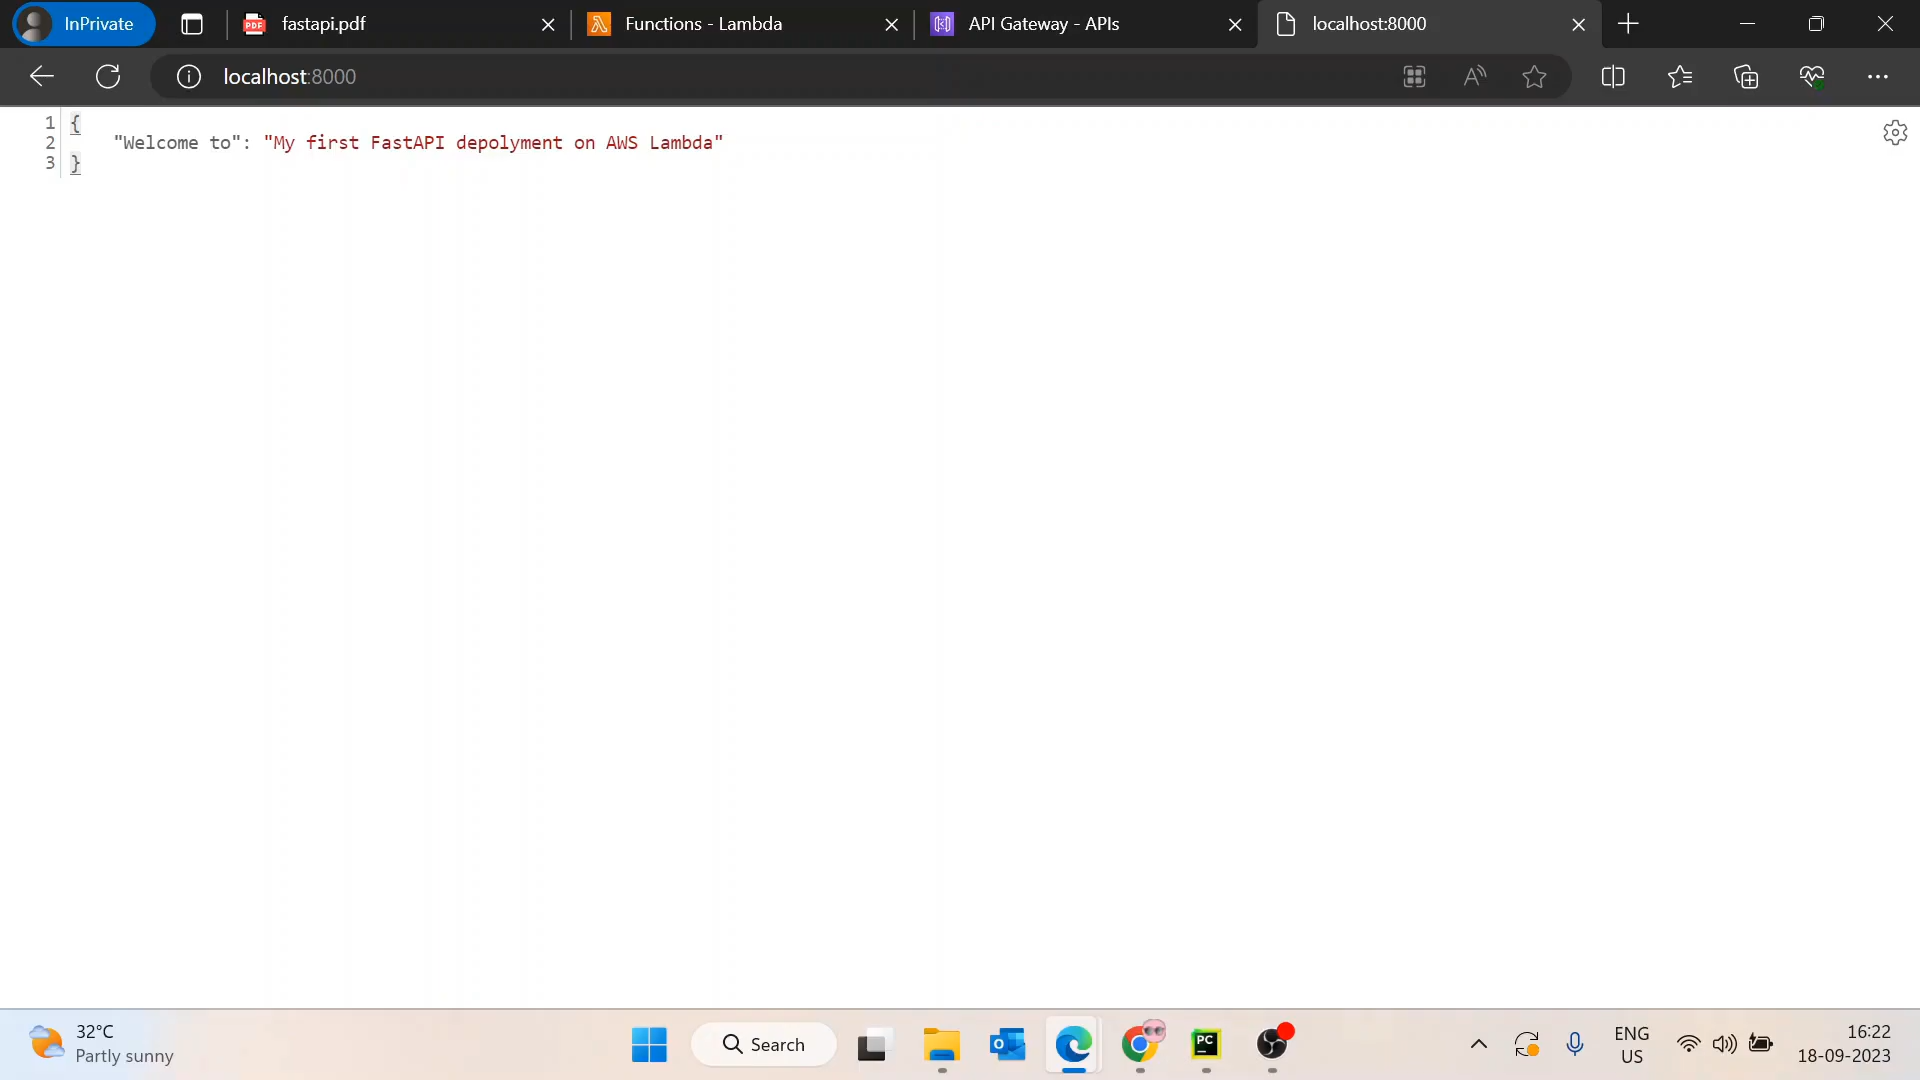 InPrivate
fastapi.pdf
Functions - Lambda
API Gateway - APIs
localhost:8000
localhost:8000
1 {
2 "Welcome to": "My first FastAPI depolyment on AWS Lambda"
3 }
32°C
Partly sunny
Search
ENG
US
16:22
18-09-2023